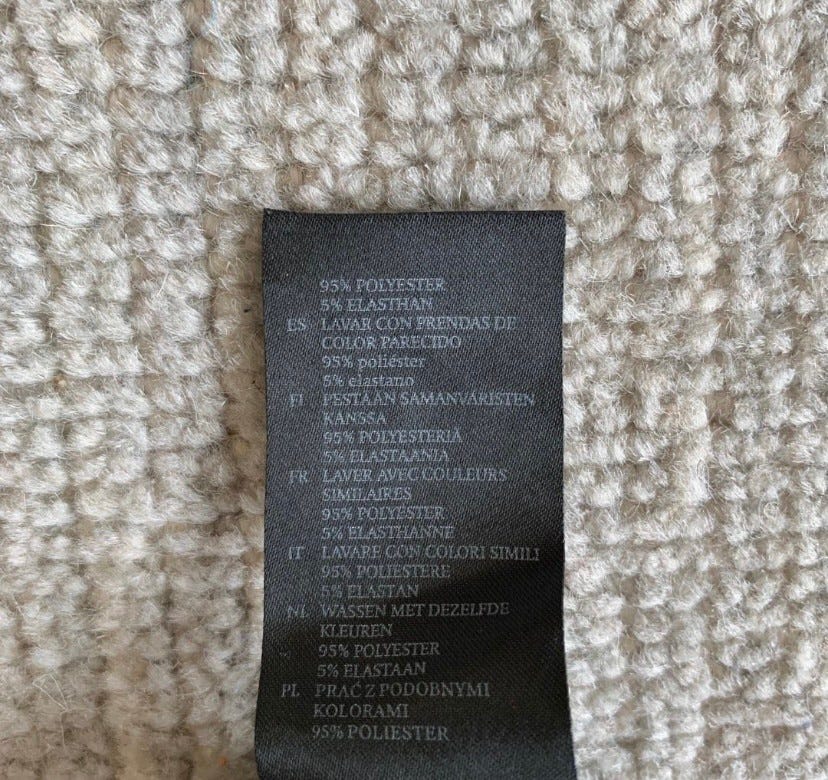 95% POLYESTER
5% ELASTHAN
ES LAVAR CON PRENDAS DE
COLOR PARECIDO
95% poliéster
5% elastano
FI PESTÄÄN SAMANVÄRISTEN
KANSSA
95% POLYESTERIÄ
5% ELASTAANIA
FR LAVER AVEC COULEURS
SIMILAIRES
95% POLYESTER
5% ELASTHANNE
IT LAVARE CON COLORI SIMILI
95% POLIESTERE
5% ELASTAN
NL WASSEN MET DEZELFDE
KLEUREN
95% POLYESTER
5% ELASTAAN
PL PRAĆ Z PODOBNYMI
KOLORAMI
95% POLIESTER